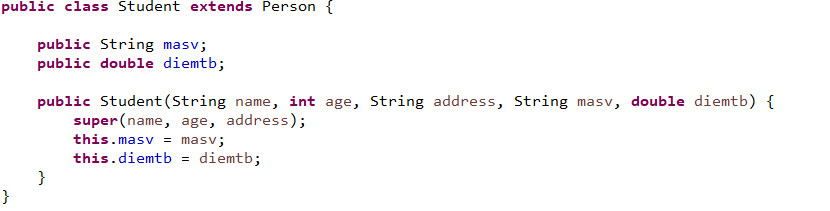 public class Student extends Person {
public String masv;
public double diemtb;
public Student(String name, int age, String address, String masv, double diemtb) {
super(name, age, address);
this.masv = masv;
this.diemtb = diemtb;
}
}